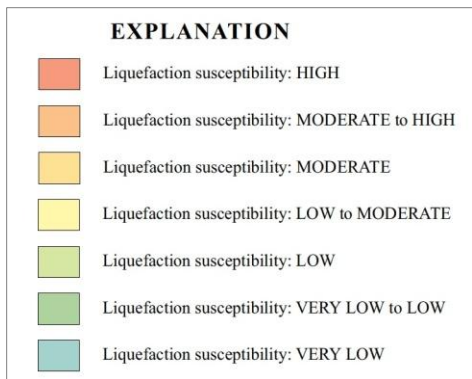 EXPLANATION
Liquefaction susceptibility: HIGH
Liquefaction susceptibility: MODERATE to HIGH
Liquefaction susceptibility: MODERATE
Liquefaction susceptibility: LOW to MODERATE
Liquefaction susceptibility: LOW
Liquefaction susceptibility: VERY LOW to LOW
Liquefaction susceptibility: VERY LOW